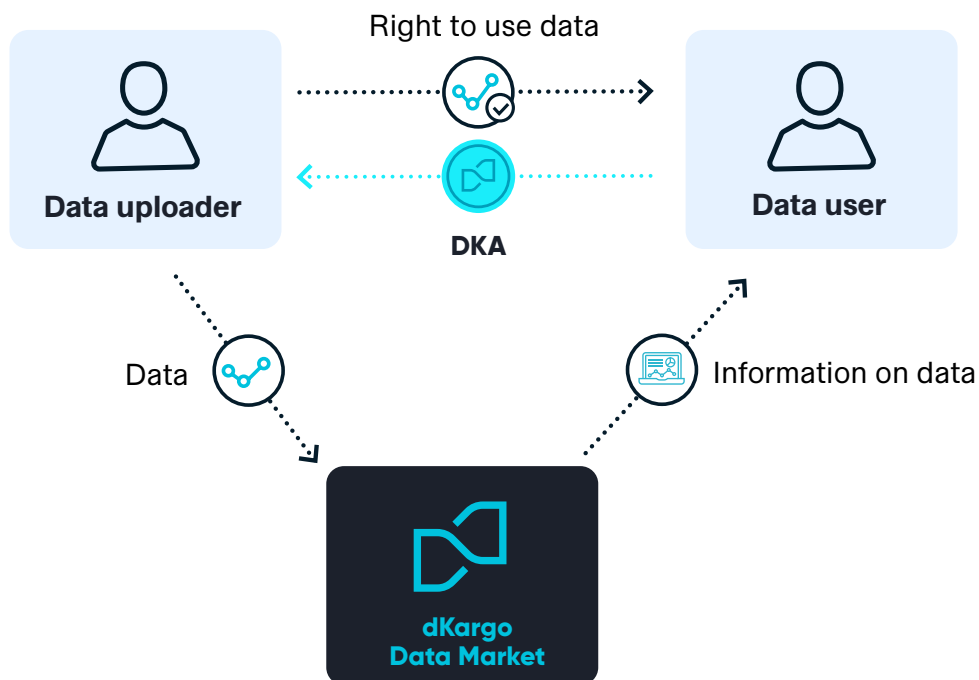 Right to use data
Data uploader
Data user
DKA
Data
Information on data
dKargo
Data Market